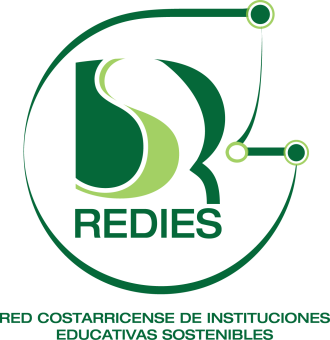 REDIES
RED COSTARRICENSE DE INSTITUCIONES
EDUCATIVAS SOSTENIBLES